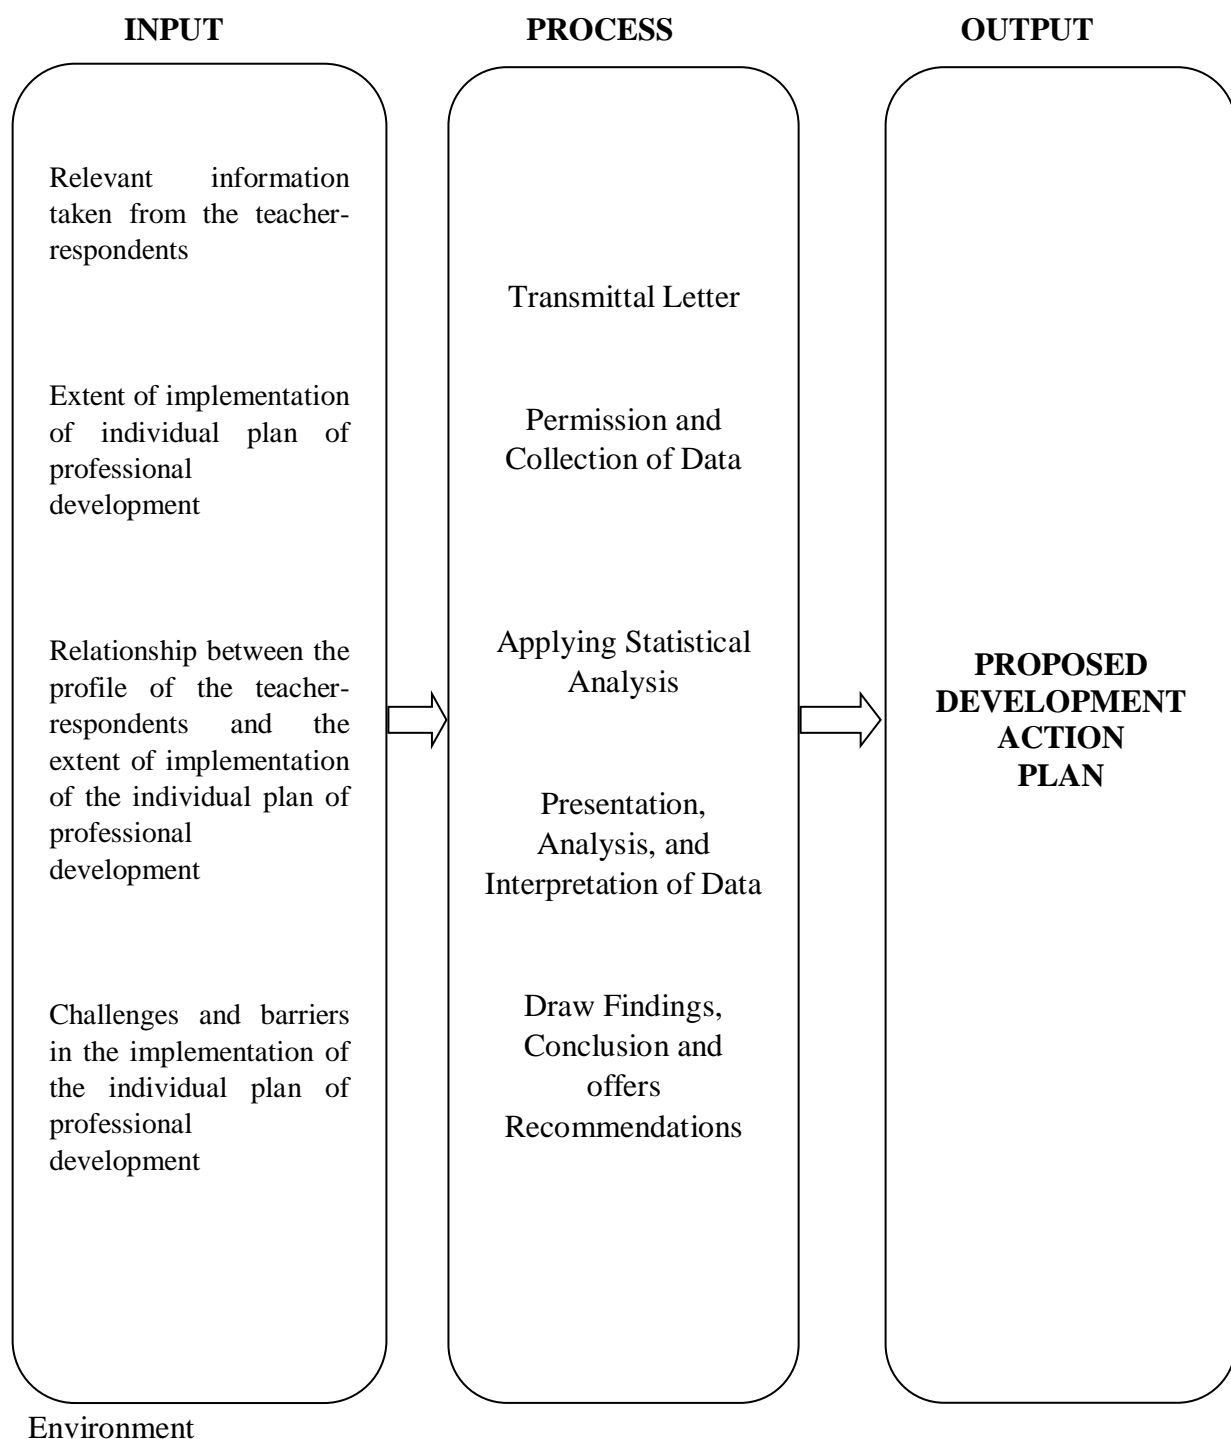 INPUT
PROCESS
OUTPUT
Relevant information
taken from the teacher-
respondents
Extent of implementation
of individual plan of
professional
development
Relationship between the
profile of the teacher-
respondents and the
extent of implementation
of the individual plan of
professional
development
Challenges and barriers
in the implementation of
the individual plan of
professional
development
Transmittal Letter
Permission and
Collection of Data
Applying Statistical
Analysis
Presentation,
Analysis, and
Interpretation of Data
Draw Findings,
Conclusion and
offers
Recommendations
PROPOSED
DEVELOPMENT
ACTION
PLAN
Environment